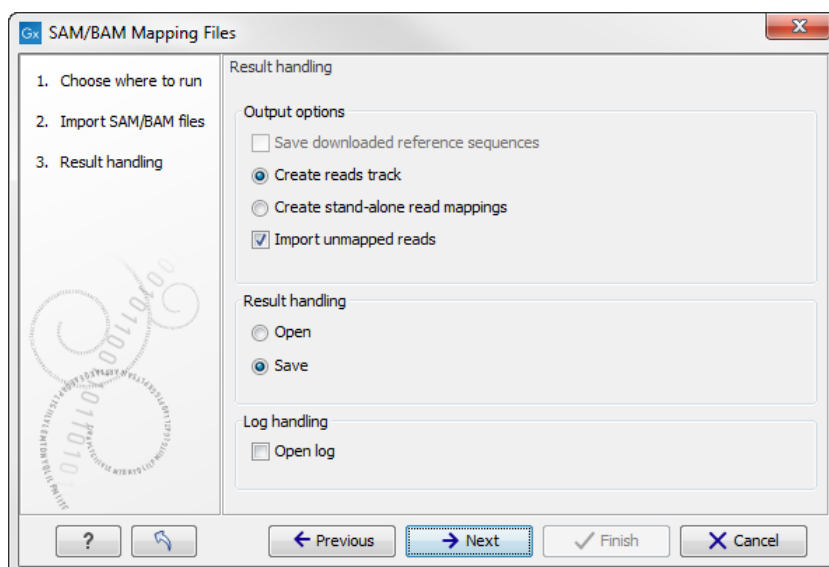 Gx SAM/BAM Mapping Files
X
1. Choose where to run
2. Import SAM/BAM files
3. Result handling
Result handling
Output options
Save downloaded reference sequences
Create reads track
Create stand-alone read mappings
Import unmapped reads
Result handling
Open
Save
Log handling
Open log
? Previous Next Finish Cancel